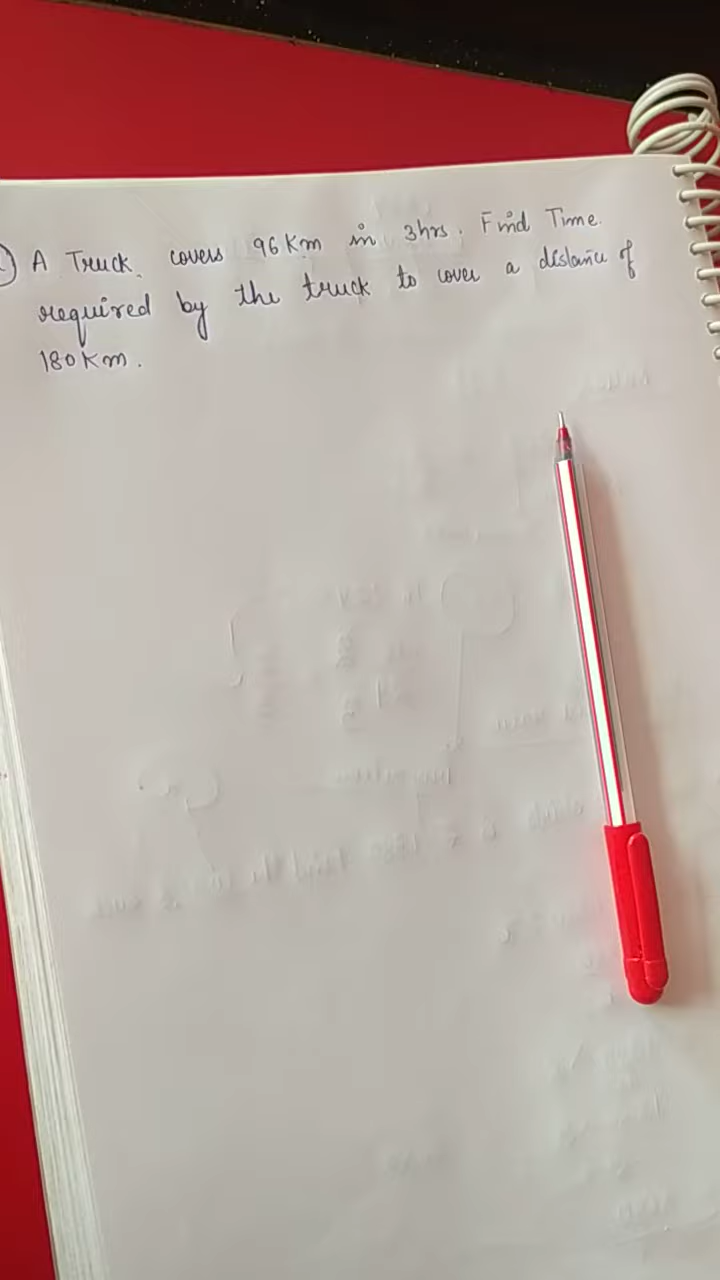 A Truck covers 96 Km in 3hrs. Find Time
required by the truck to cover a distance of
180 Km.